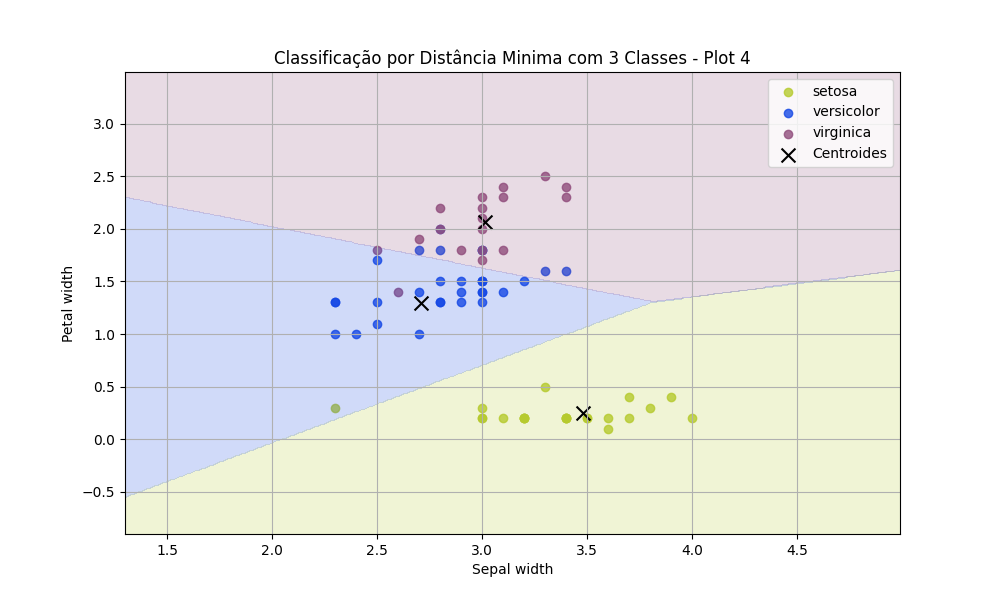 Classificação por Distância Minima com 3 Classes - Plot 4
setosa
versicolor
virginica
Centroides
Petal width
3.0
2.5
2.0
1.5
1.0
0.5
0.0
−0.5
1.5 2.0 2.5 3.0 3.5 4.0 4.5
Sepal width